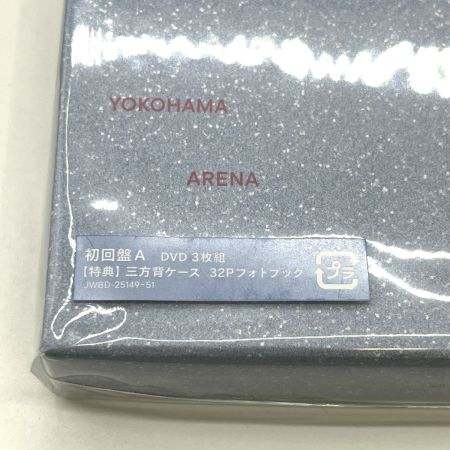 YOKOHAMA
ARENA
初回盤A DVD 3枚組
【特典】三方背ケース 32Pフォトブック
JWBD-25149-51
プラ